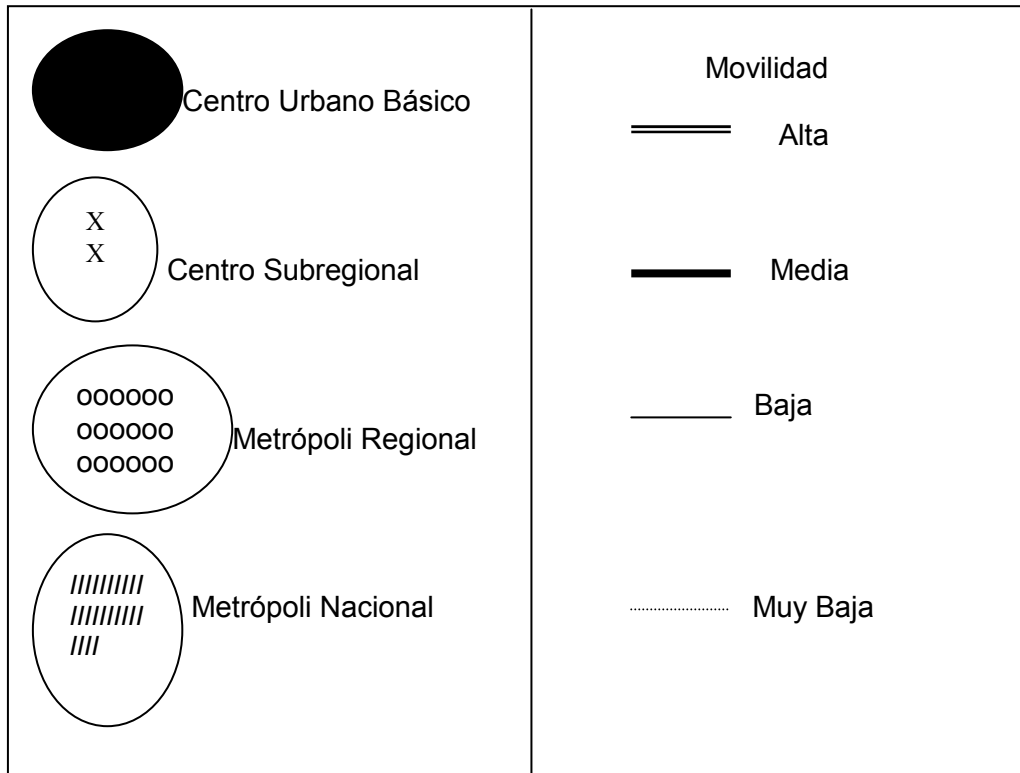 Centro Urbano Básico
X
X
Centro Subregional
oooooo
oooooo
oooooo
Metrópoli Regional
//////////
//////////
////
Metrópoli Nacional
Movilidad
Alta
Media
Baja
Muy Baja